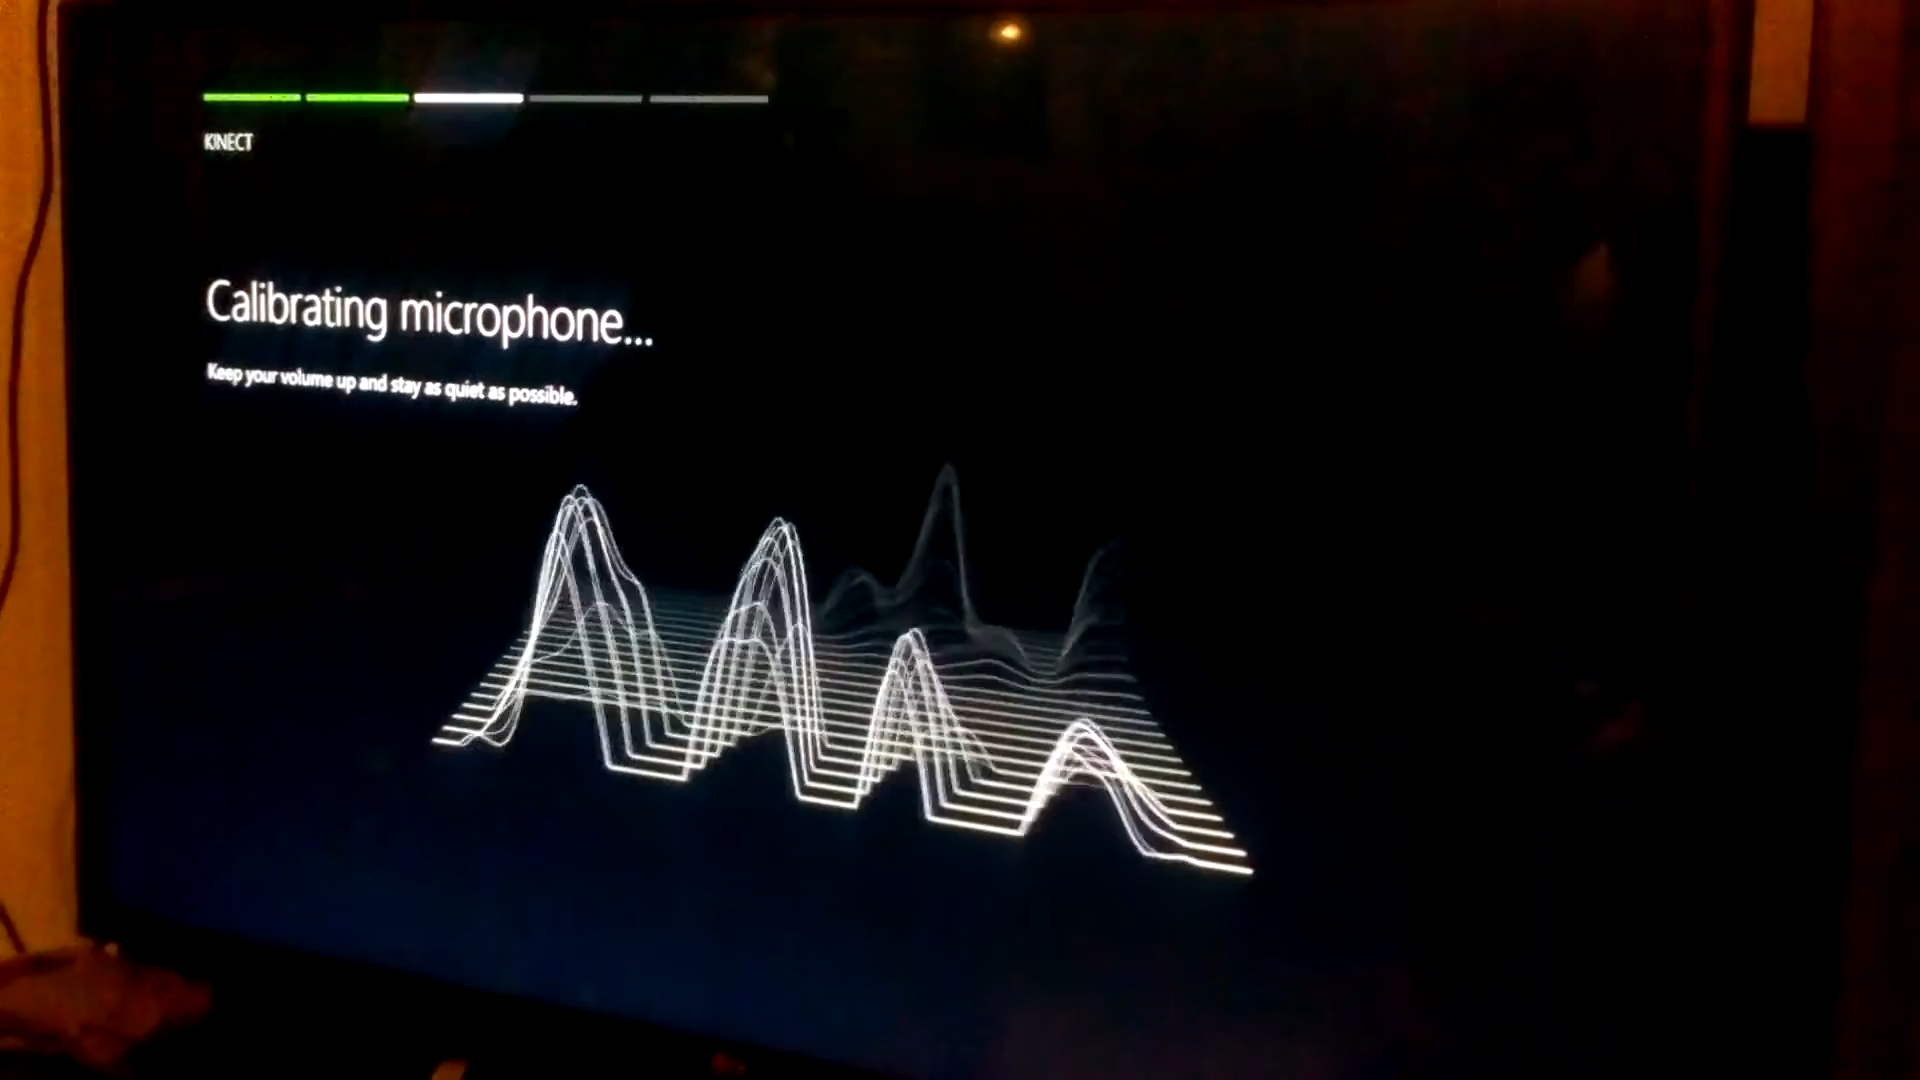 KINECT
Calibrating microphone...
Keep your volume up and stay as quiet as possible.